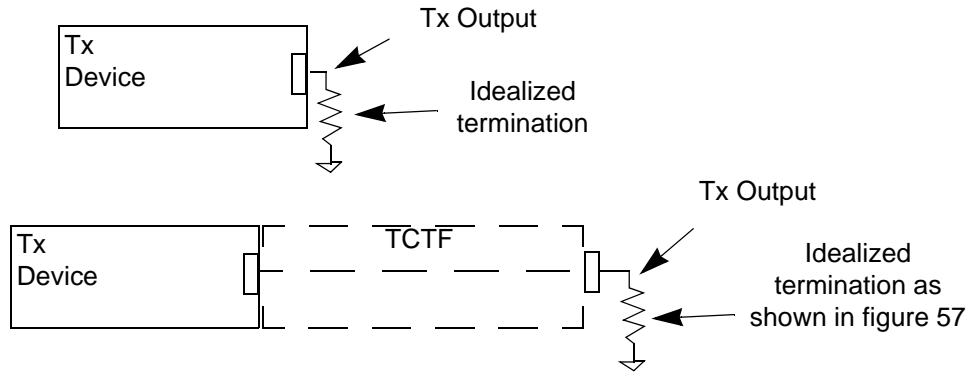 Tx Output
Tx
Device
Idealized
termination
Tx Output
TCTF
Tx
Device
Idealized
termination as
shown in figure 57